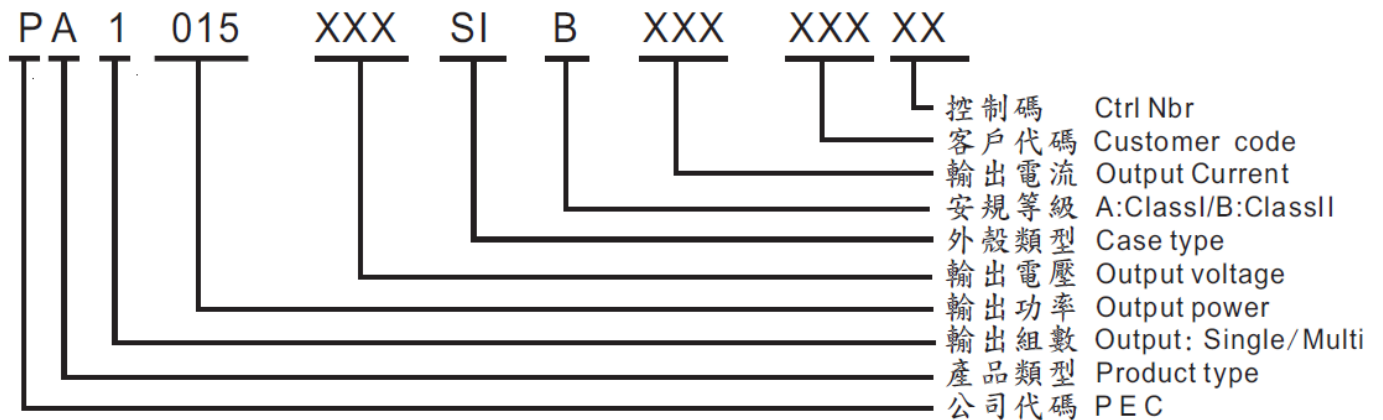 P A 1 015 XXX SI B XXX XXX XX
控制碼 Ctrl Nbr
客戶代碼 Customer code
輸出電流 Output Current
安規等級 A:ClassI/B:ClassII
外殼類型 Case type
輸出電壓 Output voltage
輸出功率 Output power
輸出組數 Output: Single/Multi
產品類型 Product type
公司代碼 PEC